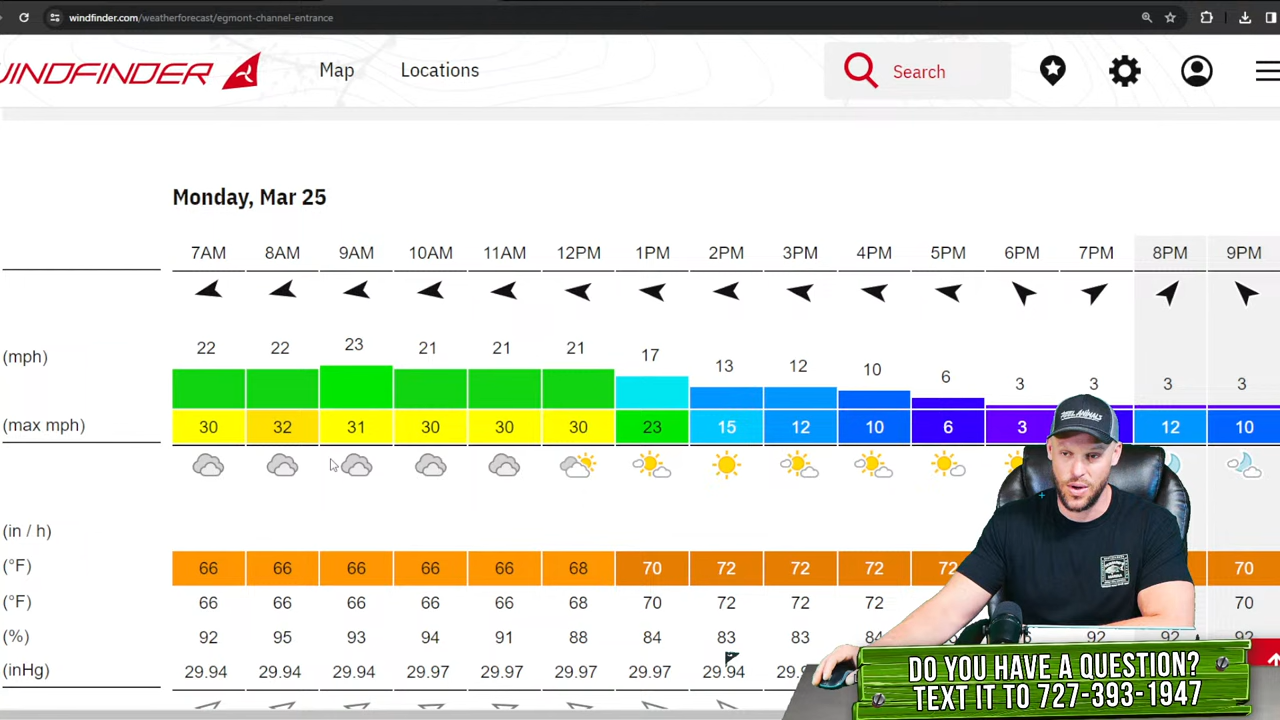 windfinder.com/weatherforecast/egmont-channel-entrance
WINDFINDER Map Locations Search
Monday, Mar 25
7AM 8AM 9AM 10AM 11AM 12PM 1PM 2PM 3PM 4PM 5PM 6PM 7PM 8PM 9PM
(mph) 22 22 23 21 21 21 17 13 12 10 6 3 3 3 3
(max mph) 30 32 31 30 30 30 23 15 12 10 6 3 12 10
(in / h)
(°F) 66 66 66 66 66 68 70 72 72 72 72 70
(°F) 66 66 66 66 66 68 70 72 72 72 70
(%) 92 95 93 94 91 88 84 83 83 84 92 92 92
(inHg) 29.94 29.94 29.94 29.97 29.97 29.97 29.97 29.94
DO YOU HAVE A QUESTION?
TEXT IT TO 727-393-1947